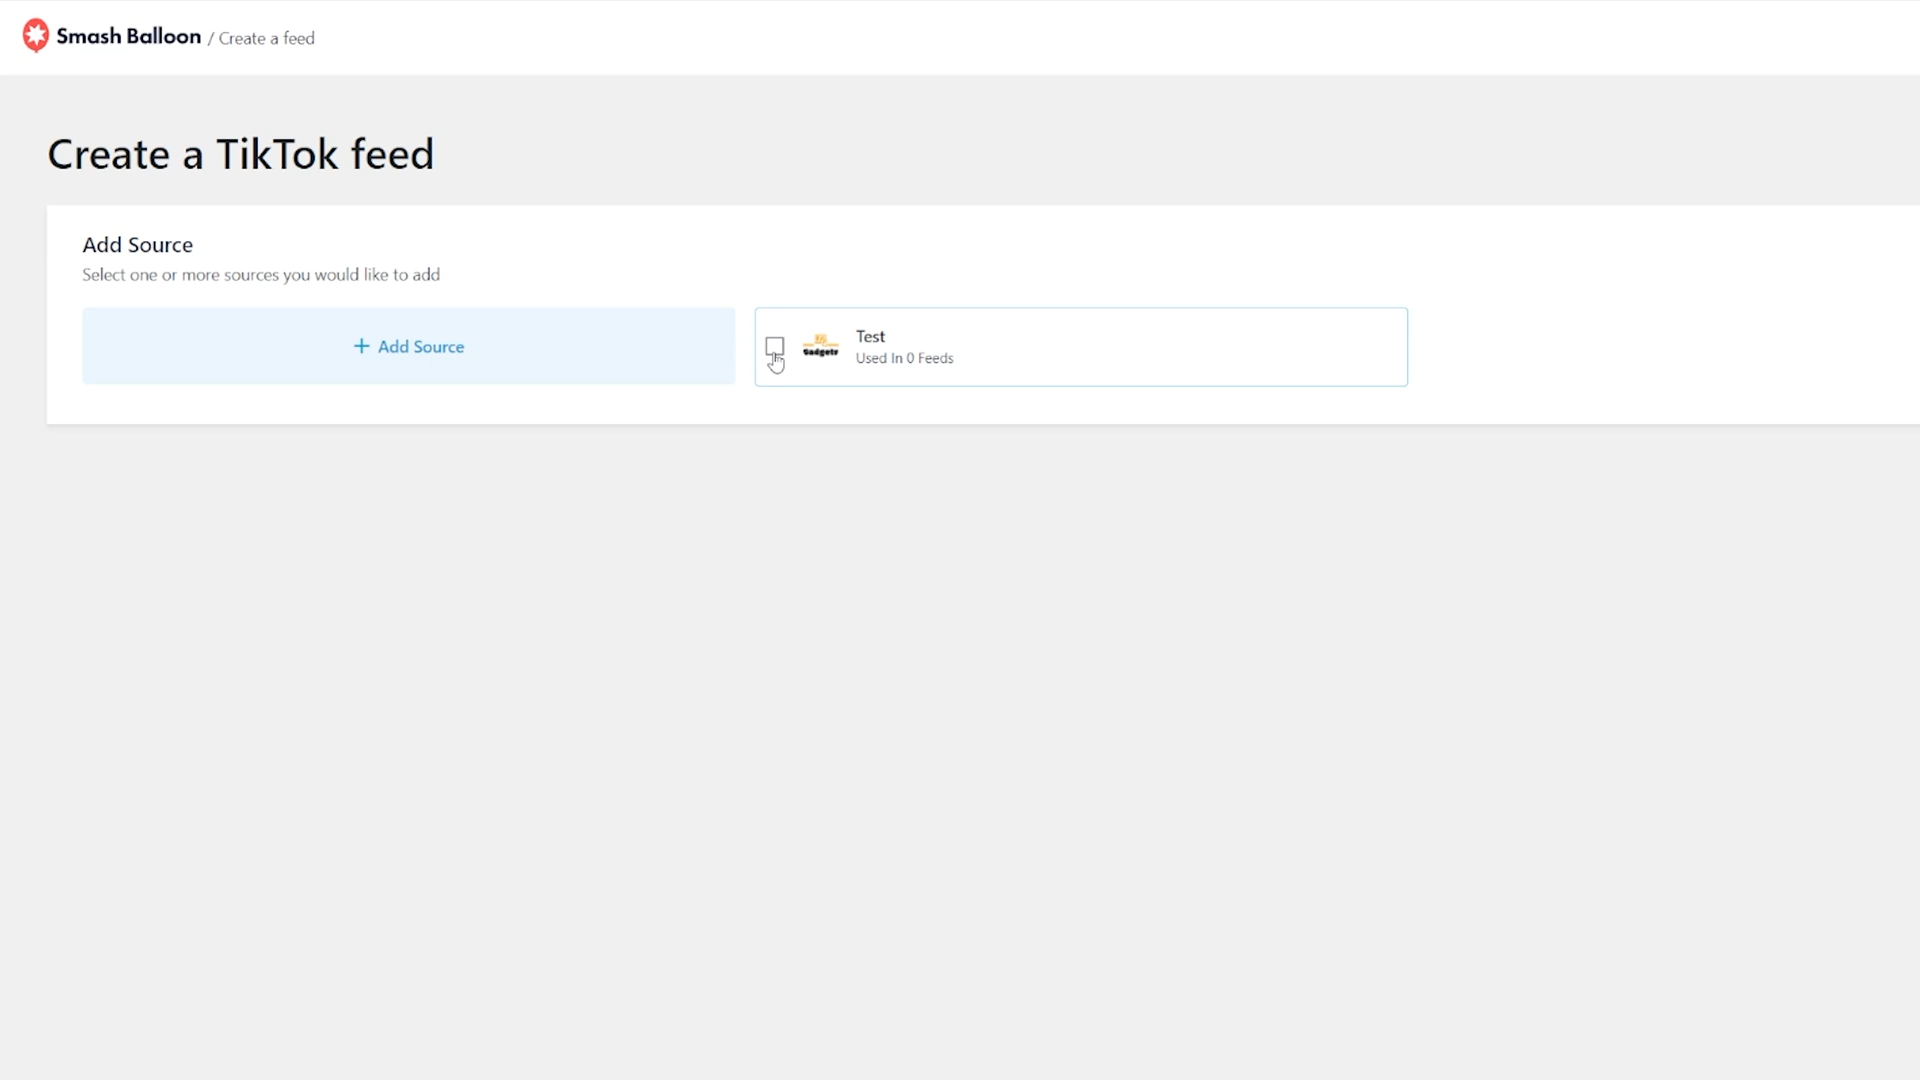 Smash Balloon / Create a feed
Create a TikTok feed
Add Source
Select one or more sources you would like to add
+ Add Source
Test
Used In 0 Feeds